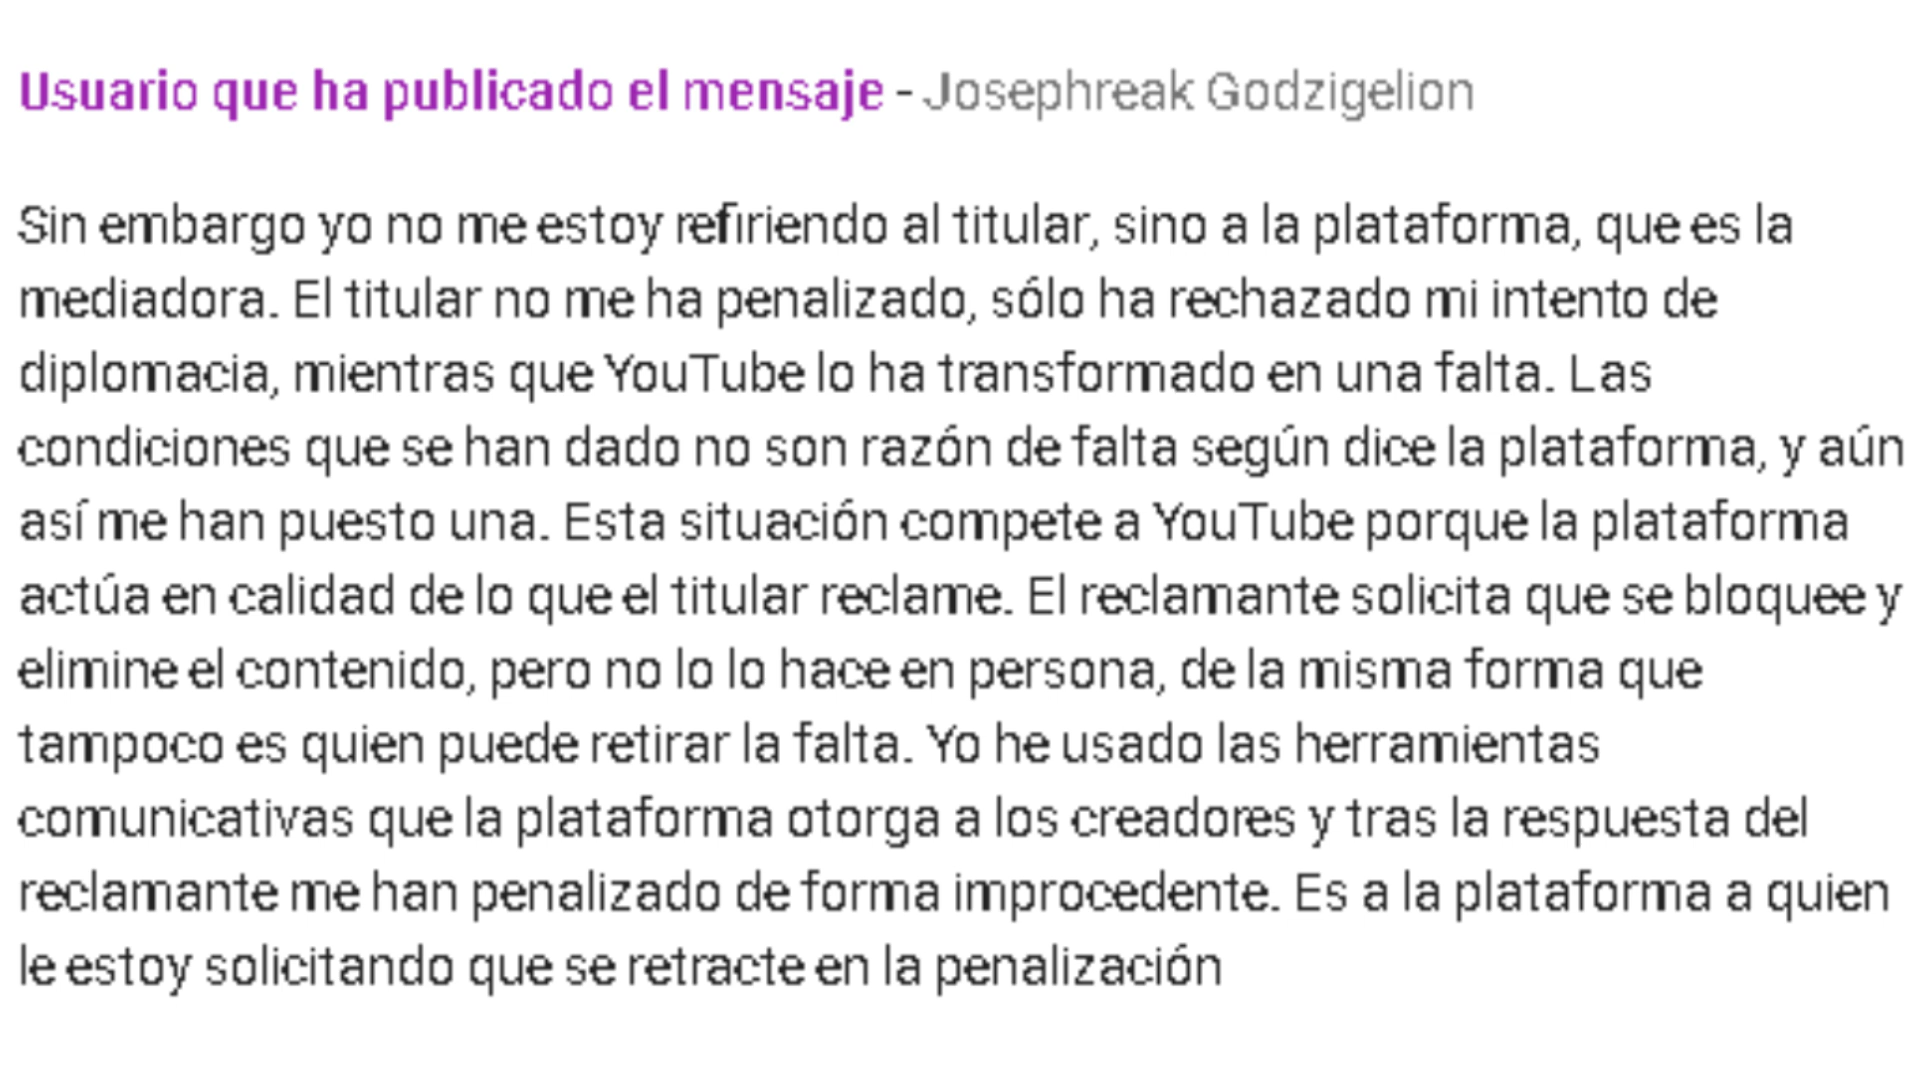 Usuario que ha publicado el mensaje - Josephreak Godzigelion
Sin embargo yo no me estoy refiriendo al titular, sino a la plataforma, que es la
mediadora. El titular no me ha penalizado, sólo ha rechazado mi intento de
diplomacia, mientras que YouTube lo ha transformado en una falta. Las
condiciones que se han dado no son razón de falta según dice la plataforma, y aún
así me han puesto una. Esta situación compete a YouTube porque la plataforma
actúa en calidad de lo que el titular reclame. El reclamante solicita que se bloquee y
elimine el contenido, pero no lo lo hace en persona, de la misma forma que
tampoco es quien puede retirar la falta. Yo he usado las herramientas
comunicativas que la plataforma otorga a los creadores y tras la respuesta del
reclamante me han penalizado de forma improcedente. Es a la plataforma a quien
le estoy solicitando que se retracte en la penalización